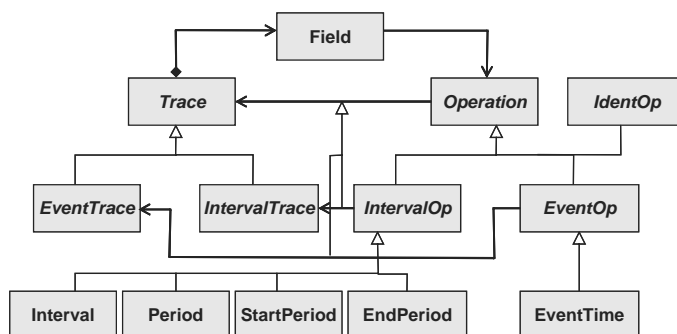 Field
Trace
Operation
IdentOp
EventTrace
IntervalTrace
IntervalOp
EventOp
Interval
Period
StartPeriod
EndPeriod
EventTime